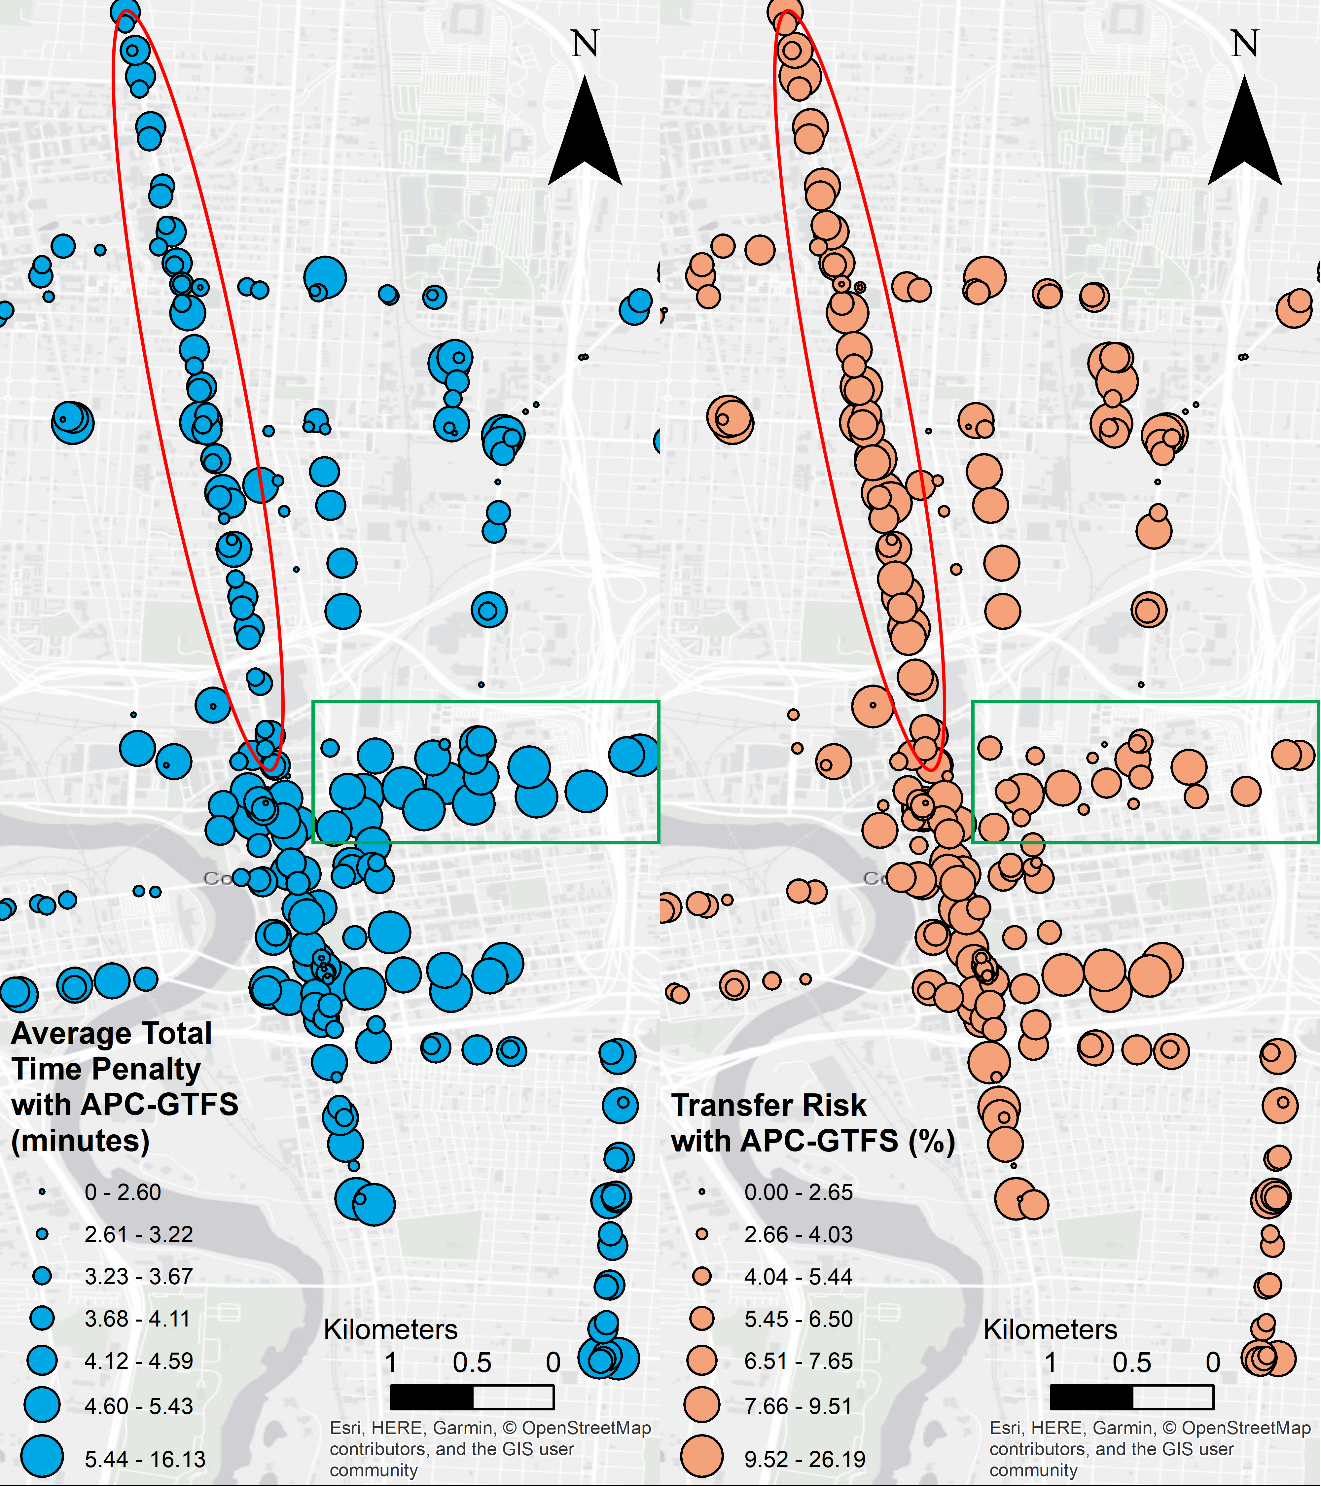 N
N
Co
Co
Average Total
Time Penalty
with APC-GTFS
(minutes)
0 - 2.60
2.61 - 3.22
3.23 - 3.67
3.68 - 4.11
4.12 - 4.59
4.60 - 5.43
5.44 - 16.13
Kilometers
1 0.5 0
Esri, HERE, Garmin, © OpenStreetMap
contributors, and the GIS user
community
Transfer Risk
with APC-GTFS (%)
0.00 - 2.65
2.66 - 4.03
4.04 - 5.44
5.45 - 6.50
6.51 - 7.65
7.66 - 9.51
9.52 - 26.19
Kilometers
1 0.5 0
Esri, HERE, Garmin, © OpenStreetMap
contributors, and the GIS user
community